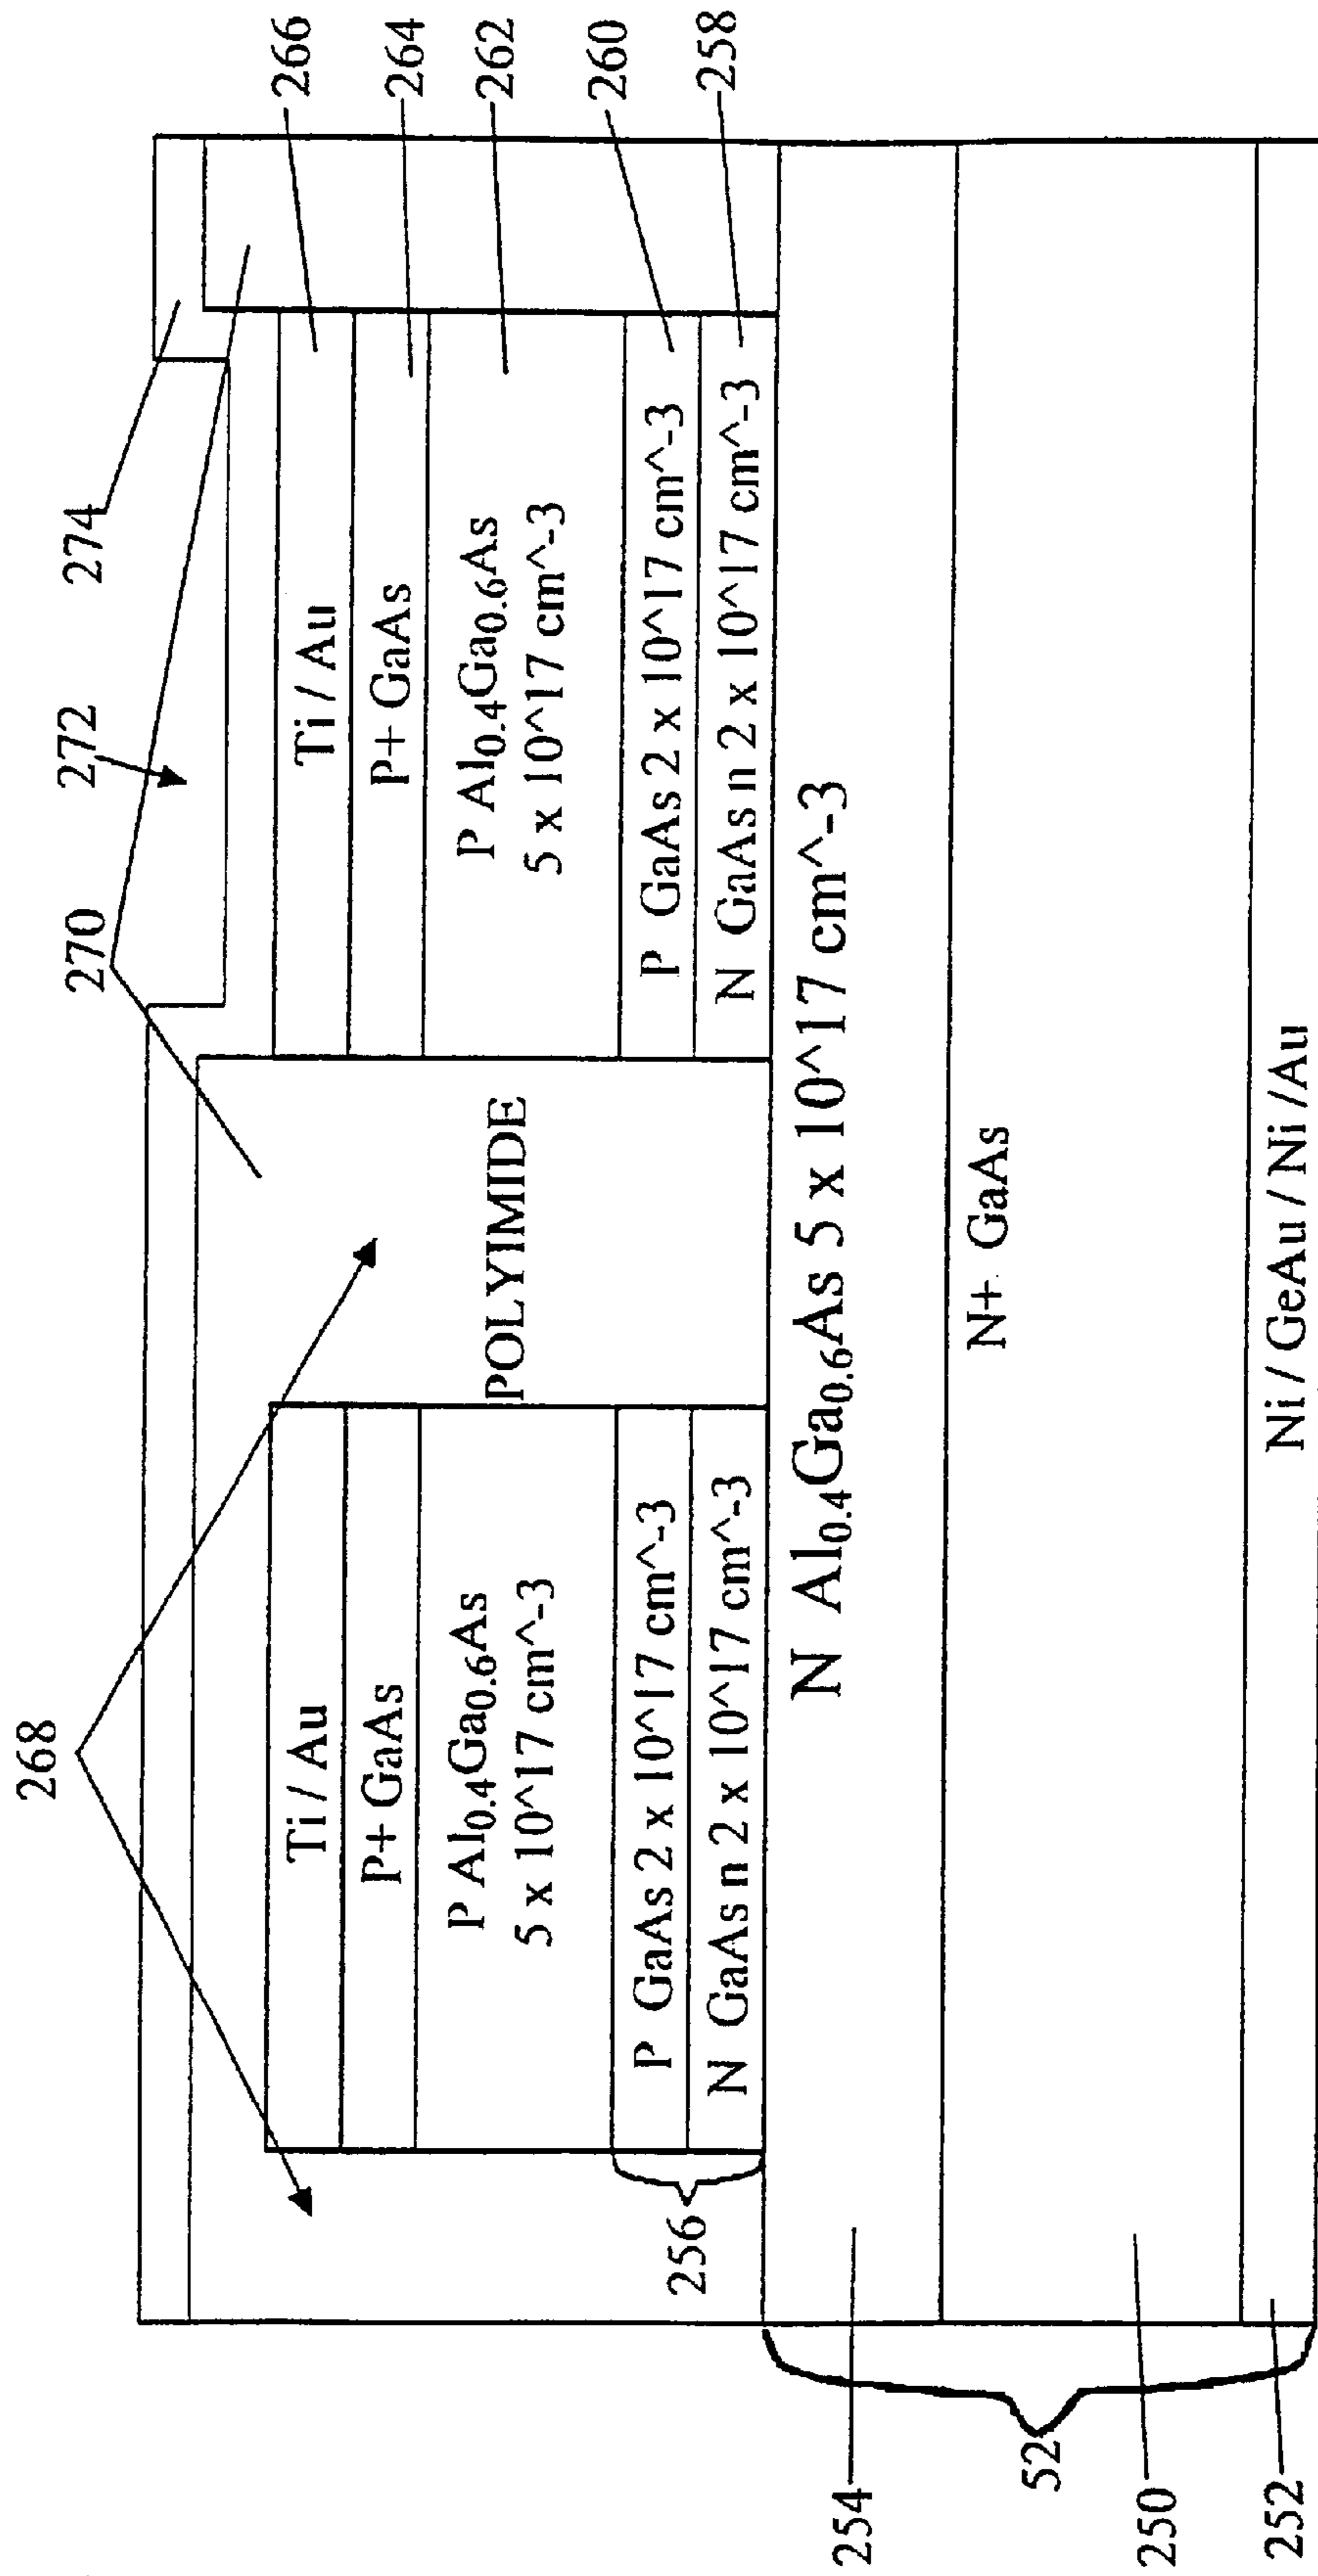 268
270
272
274
266
264
262
260
258
Ti / Au
P+ GaAs
P Al0.4Ga0.6As
5 x 10^17 cm^-3
P GaAs 2 x 10^17 cm^-3
N GaAs n 2 x 10^17 cm^-3
POLYIMIDE
Ti / Au
P+ GaAs
P Al0.4Ga0.6As
5 x 10^17 cm^-3
P GaAs 2 x 10^17 cm^-3
N GaAs n 2 x 10^17 cm^-3
256
N Al0.4Ga0.6As 5 x 10^17 cm^-3
N+ GaAs
Ni / GeAu / Ni /Au
254
52
250
252